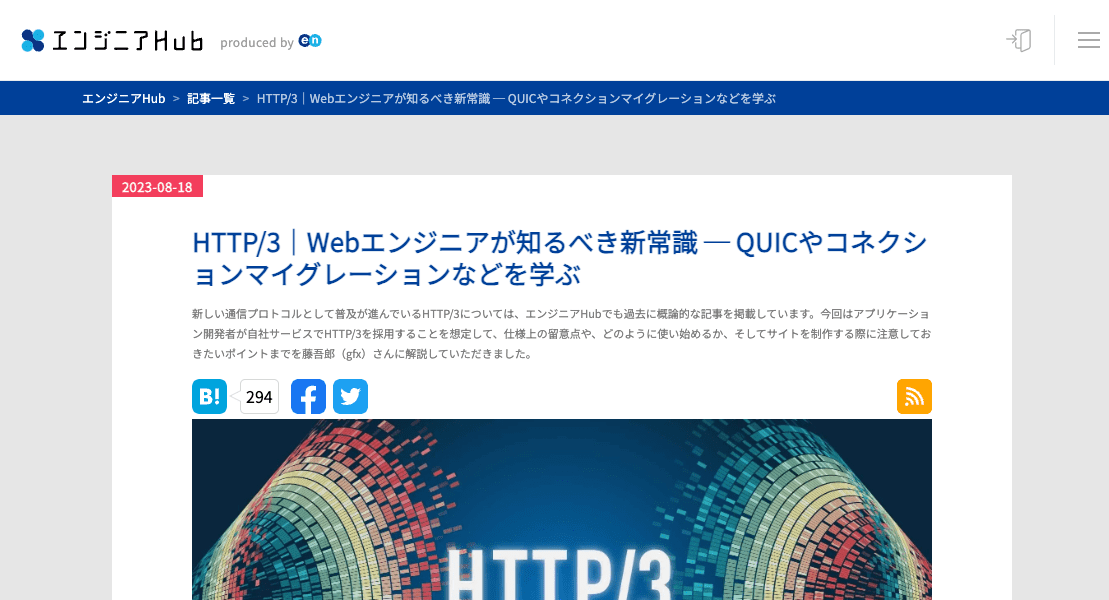 エンジニアHub produced by en
エンジニアHub > 記事一覧 > HTTP/3｜Webエンジニアが知るべき新常識 ― QUICやコネクションマイグレーションなどを学ぶ
2023-08-18
HTTP/3｜Webエンジニアが知るべき新常識 ― QUICやコネクシ
ョンマイグレーションなどを学ぶ
新しい通信プロトコルとして普及が進んでいるHTTP/3については、エンジニアHubでも過去に概論的な記事を掲載しています。今回はアプリケーショ
ン開発者が自社サービスでHTTP/3を採用することを想定して、仕様上の留意点や、どのように使い始めるか、そしてサイトを制作する際に注意してお
きたいポイントまでを藤吾郎（gfx）さんに解説していただきました。
B! 294
HTTP/3